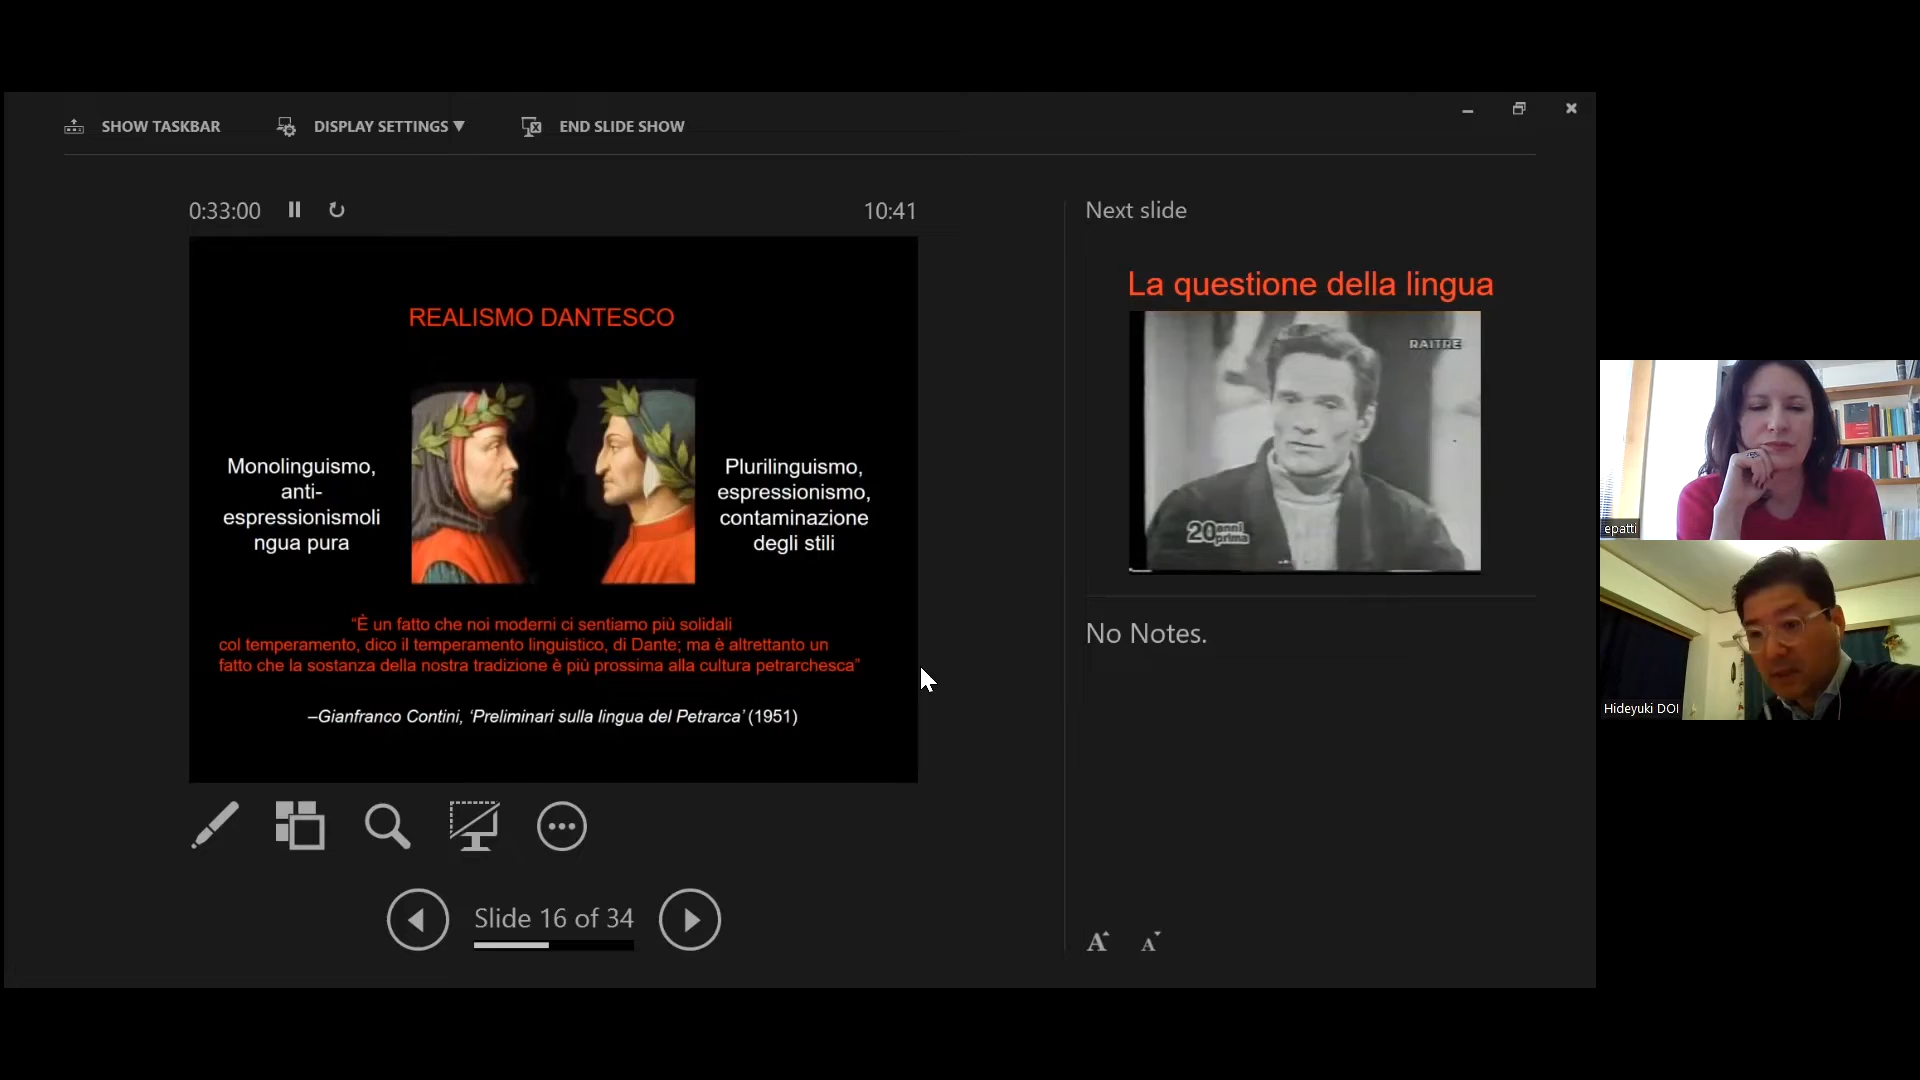 SHOW TASKBAR
DISPLAY SETTINGS ▼
END SLIDE SHOW
0:33:00
10:41
REALISMO DANTESCO
Monolinguismo,
anti-
espressionismoli
ngua pura
Plurilinguismo,
espressionismo,
contaminazione
degli stili
“È un fatto che noi moderni ci sentiamo più solidali
col temperamento, dico il temperamento linguistico, di Dante; ma è altrettanto un
fatto che la sostanza della nostra tradizione è più prossima alla cultura petrarchesca”
–Gianfranco Contini, ‘Preliminari sulla lingua del Petrarca’ (1951)
Slide 16 of 34
Next slide
La questione della lingua
RAITRE
20 anni
prima
No Notes.
A A
epatti
Hideyuki DOI